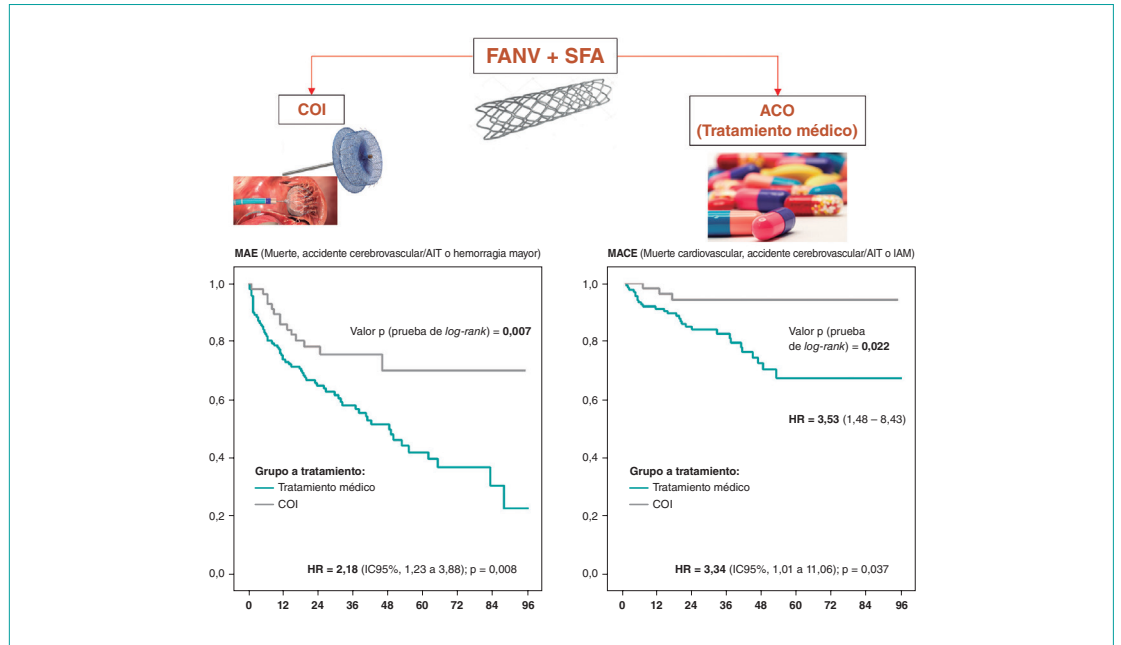 FANV + SFA
COI
ACO
(Tratamiento médico)
MAE (Muerte, accidente cerebrovascular/AIT o hemorragia mayor)
1,0
0,8
0,6
0,4
0,2
0,0
Valor p (prueba de log-rank) = 0,007
Grupo a tratamiento:
Tratamiento médico
COI
HR = 2,18 (IC95%, 1,23 a 3,88); p = 0,008
0 12 24 36 48 60 72 84 96
MACE (Muerte cardiovascular, accidente cerebrovascular/AIT o IAM)
1,0
0,8
0,6
0,4
0,2
0,0
Valor p (prueba
de log-rank) = 0,022
HR = 3,53 (1,48 – 8,43)
Grupo a tratamiento:
Tratamiento médico
COI
HR = 3,34 (IC95%, 1,01 a 11,06); p = 0,037
0 12 24 36 48 60 72 84 96